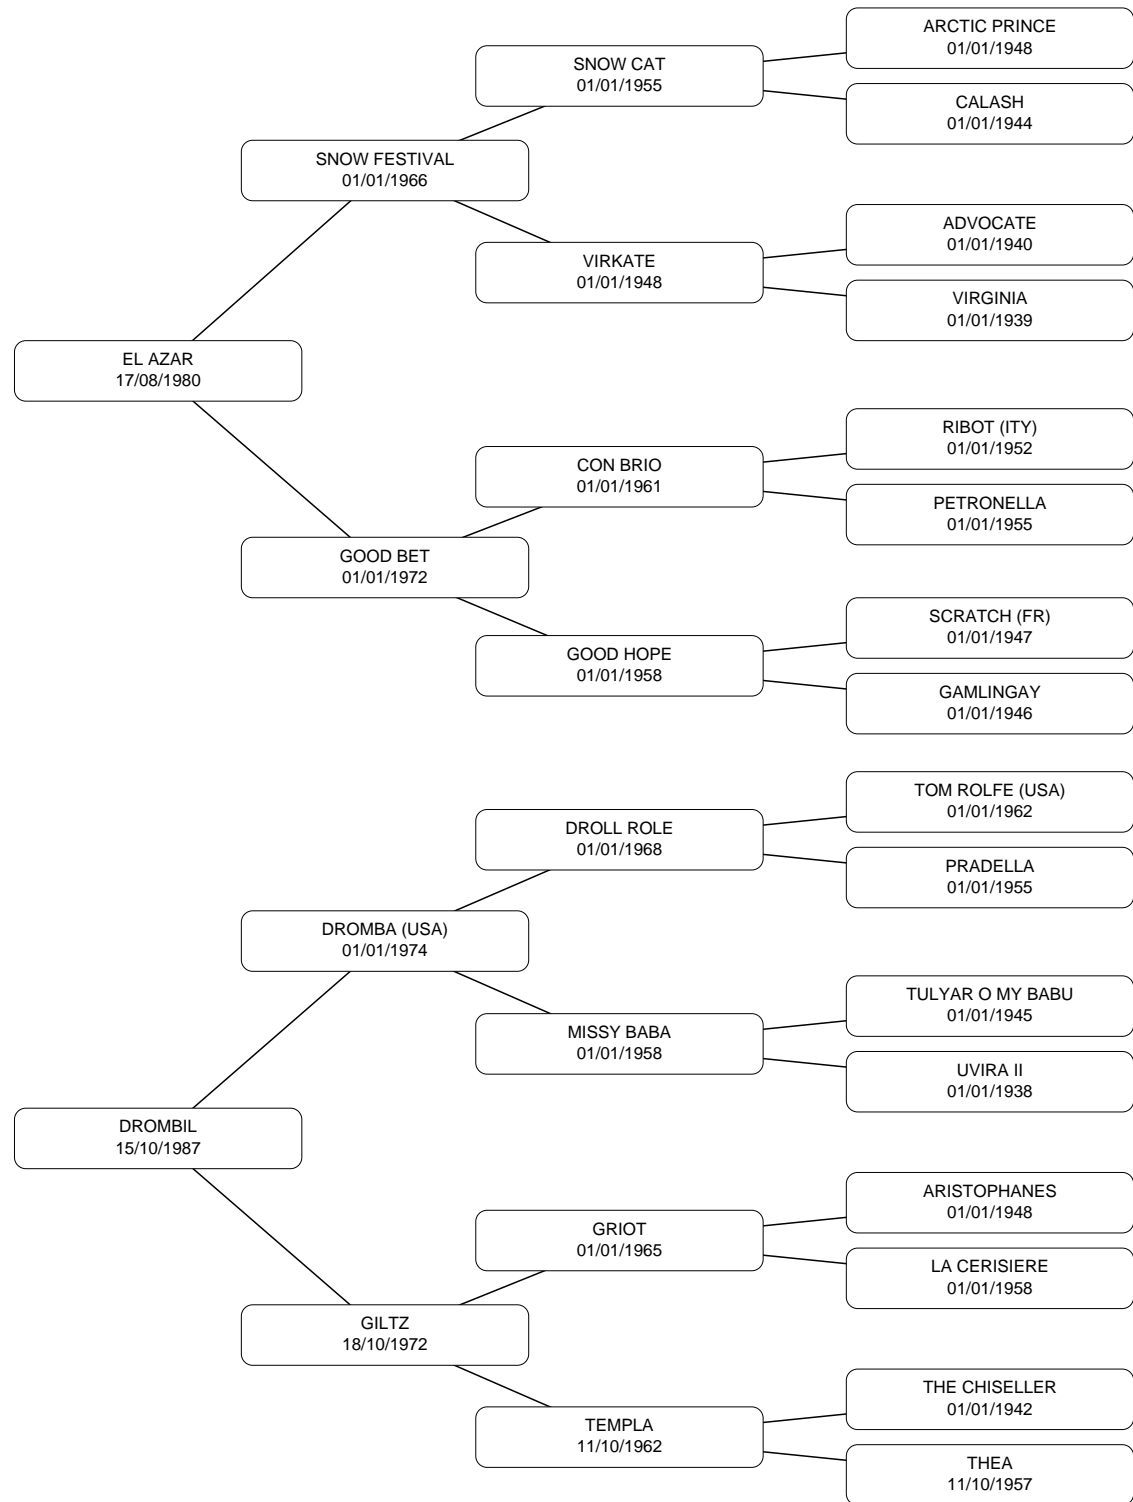 ARCTIC PRINCE
01/01/1948
SNOW CAT
01/01/1955
CALASH
01/01/1944
SNOW FESTIVAL
01/01/1966
ADVOCATE
01/01/1940
VIRKATE
01/01/1948
VIRGINIA
01/01/1939
EL AZAR
17/08/1980
RIBOT (ITY)
01/01/1952
CON BRIO
01/01/1961
PETRONELLA
01/01/1955
GOOD BET
01/01/1972
SCRATCH (FR)
01/01/1947
GOOD HOPE
01/01/1958
GAMLINGAY
01/01/1946
TOM ROLFE (USA)
01/01/1962
DROLL ROLE
01/01/1968
PRADELLA
01/01/1955
DROMBA (USA)
01/01/1974
TULYAR O MY BABU
01/01/1945
MISSY BABA
01/01/1958
UVIRA II
01/01/1938
DROMBIL
15/10/1987
ARISTOPHANES
01/01/1948
GRIOT
01/01/1965
LA CERISIERE
01/01/1958
GILTZ
18/10/1972
THE CHISELLER
01/01/1942
TEMPLA
11/10/1962
THEA
11/10/1957